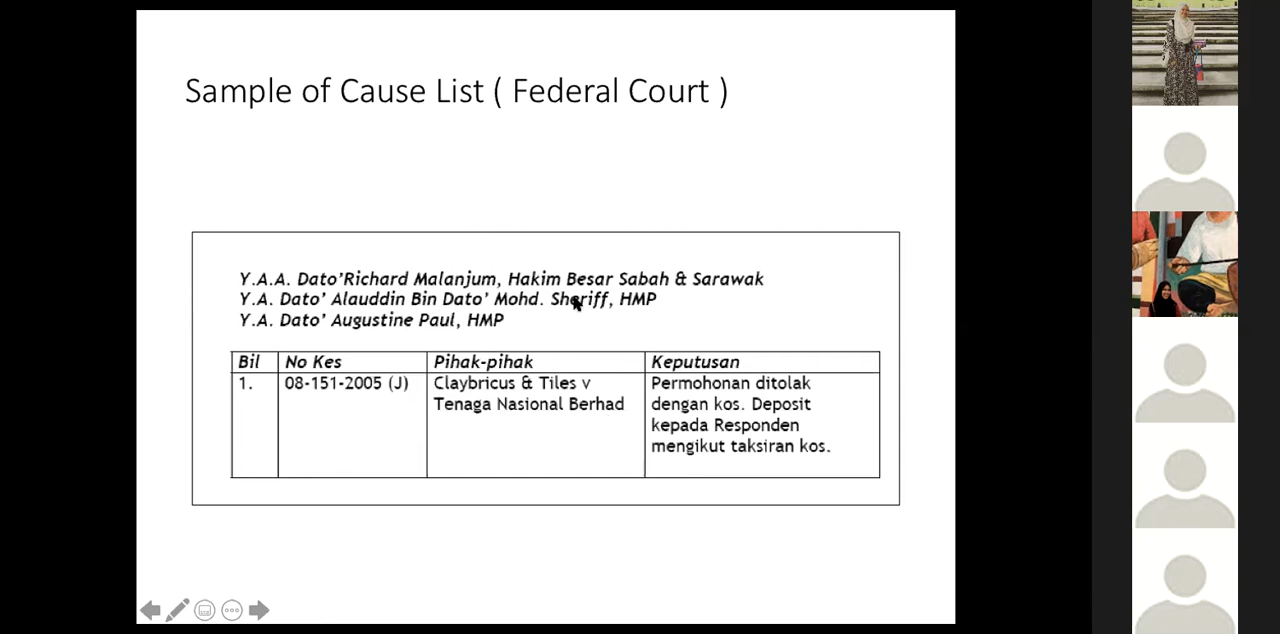 Sample of Cause List ( Federal Court )
Y.A.A. Dato'Richard Malanjum, Hakim Besar Sabah & Sarawak
Y.A. Dato' Alauddin Bin Dato' Mohd. Sheriff, HMP
Y.A. Dato' Augustine Paul, HMP
Bil No Kes Pihak-pihak Keputusan
1. 08-151-2005 (J) Claybricus & Tiles v Permohonan ditolak
Tenaga Nasional Berhad dengan kos. Deposit
kepada Responden
mengikut taksiran kos.